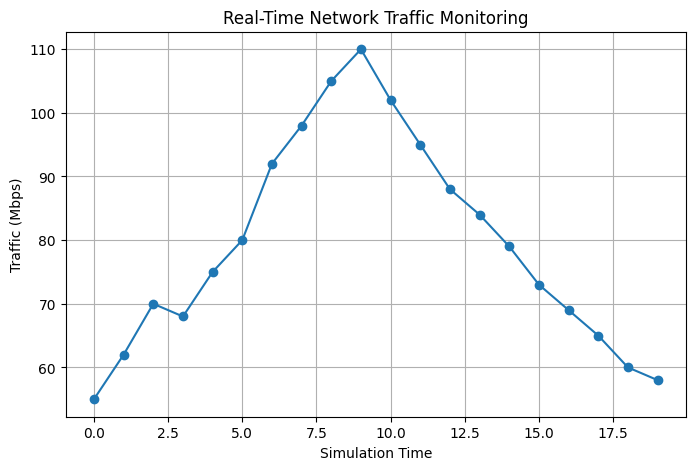 Real-Time Network Traffic Monitoring
Traffic (Mbps)
110
100
90
80
70
60
0.0 2.5 5.0 7.5 10.0 12.5 15.0 17.5
Simulation Time